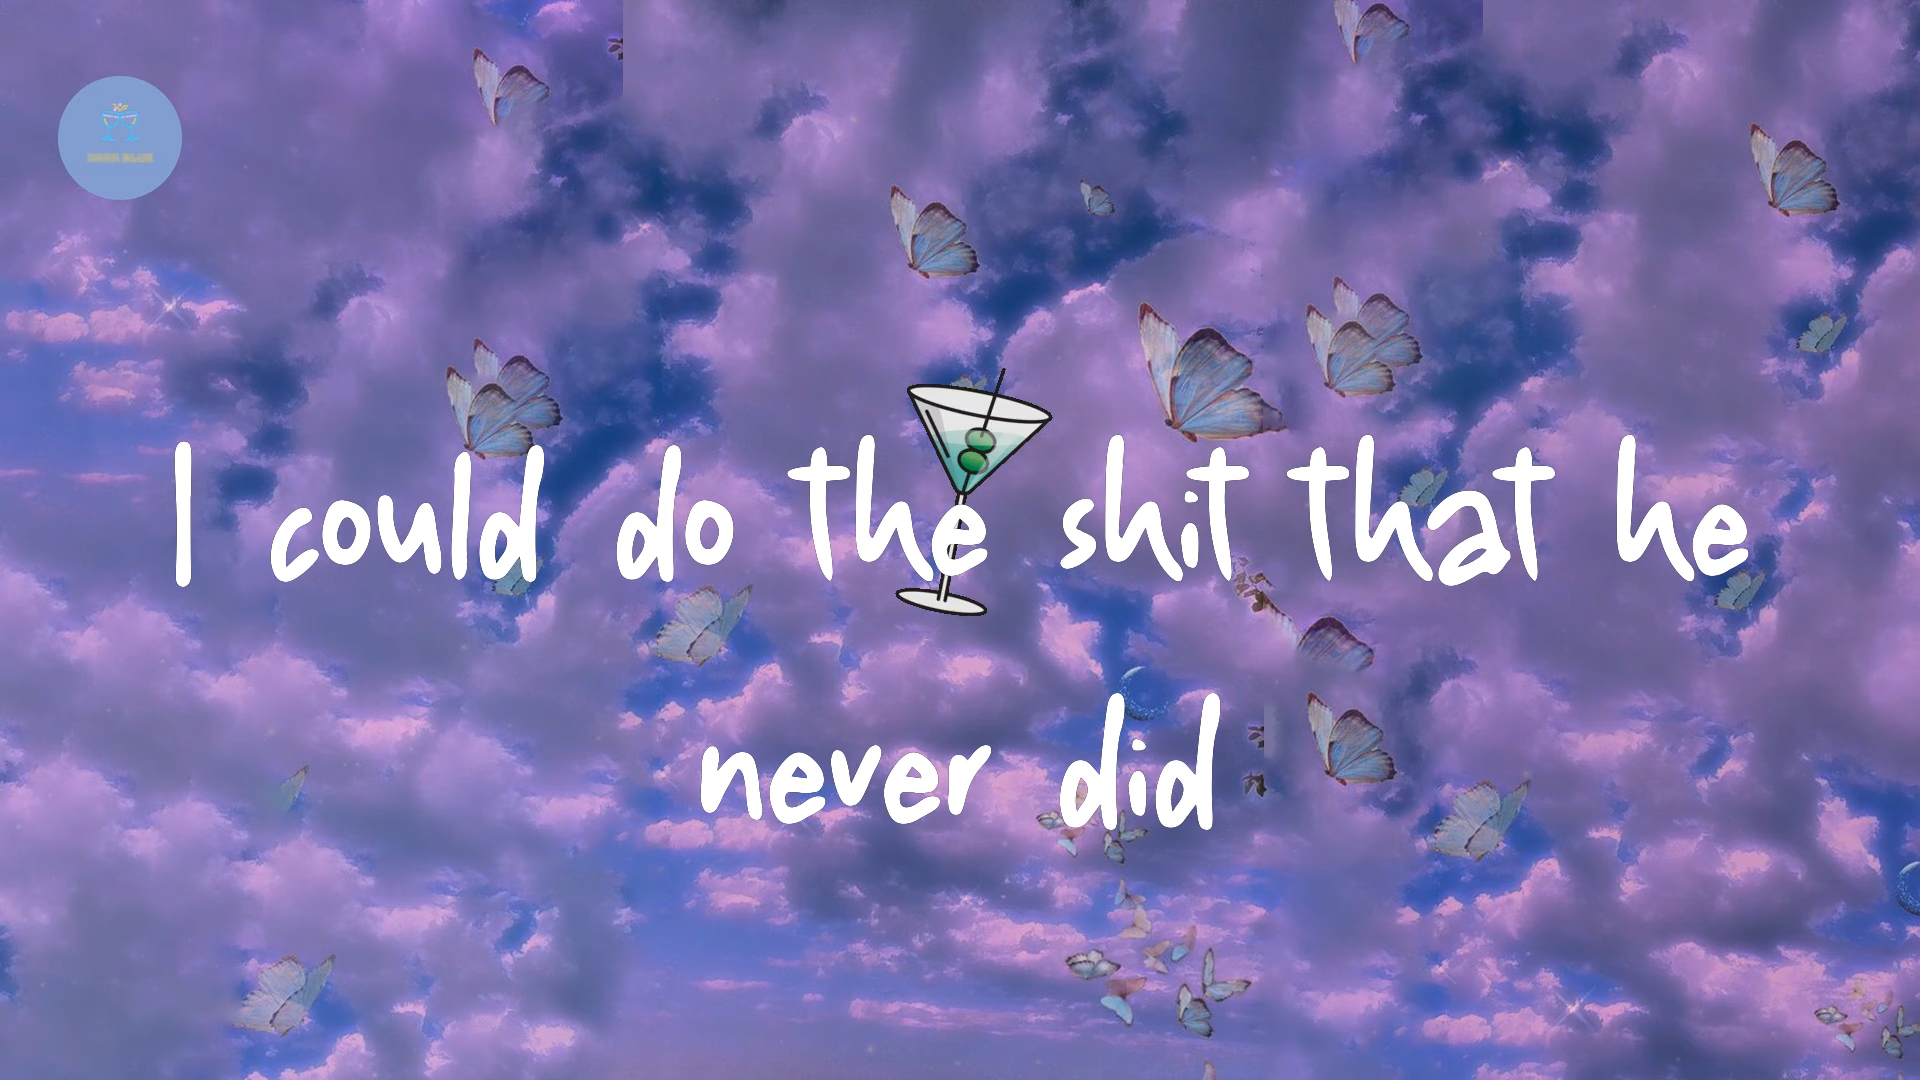 I could do the shit that he
never did